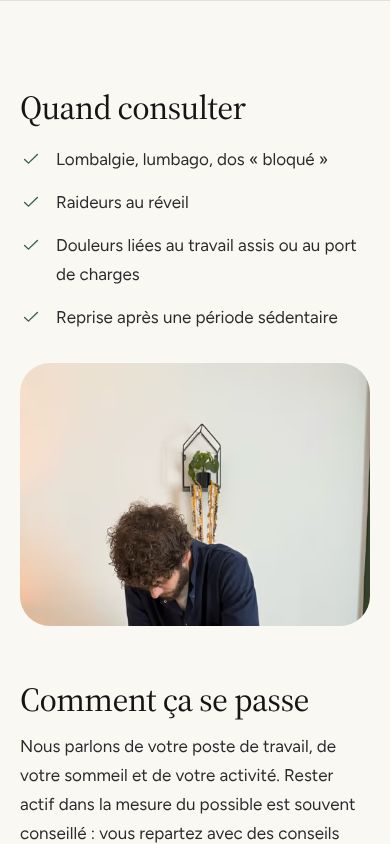 Quand consulter
Lombalgie, lumbago, dos « bloqué »
Raideurs au réveil
Douleurs liées au travail assis ou au port
de charges
Reprise après une période sédentaire
Comment ça se passe
Nous parlons de votre poste de travail, de
votre sommeil et de votre activité. Rester
actif dans la mesure du possible est souvent
conseillé : vous repartez avec des conseils